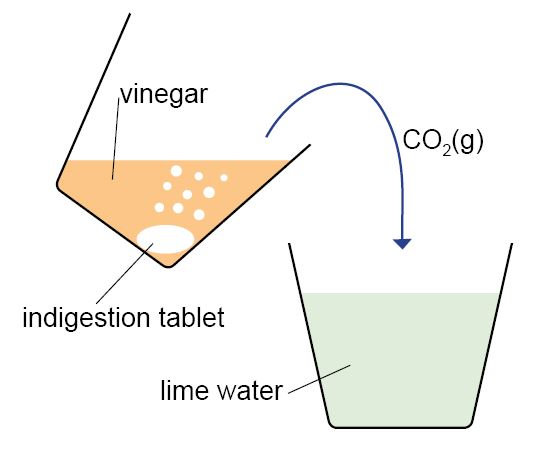 vinegar
CO₂(g)
indigestion tablet
lime water